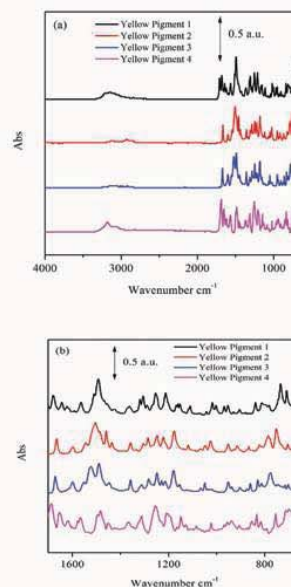 (a)
Yellow Pigment 1
Yellow Pigment 2
Yellow Pigment 3
Yellow Pigment 4
0.5 a.u.
Abs
4000 3000 2000 1000
Wavenumber cm⁻¹
(b)
Yellow Pigment 1
Yellow Pigment 2
Yellow Pigment 3
Yellow Pigment 4
0.5 a.u.
Abs
1600 1200 800
Wavenumber cm⁻¹